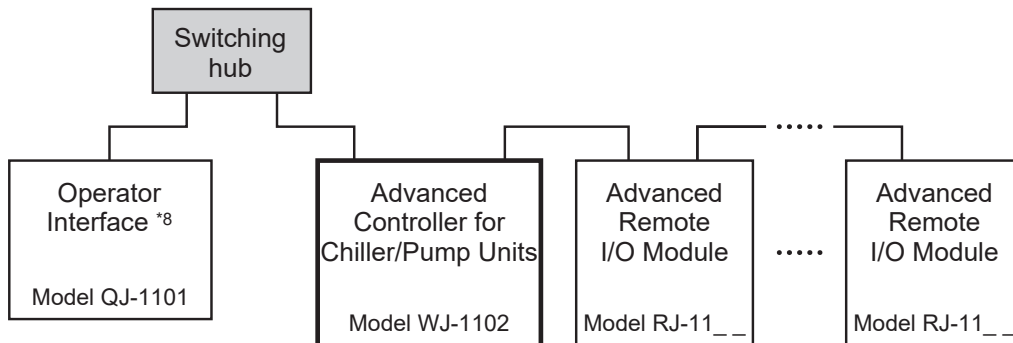 Switching
hub
Operator
Interface *8
Model QJ-1101
Advanced
Controller for
Chiller/Pump Units
Model WJ-1102
Advanced
Remote
I/O Module
Model RJ-11_ _
Advanced
Remote
I/O Module
Model RJ-11_ _